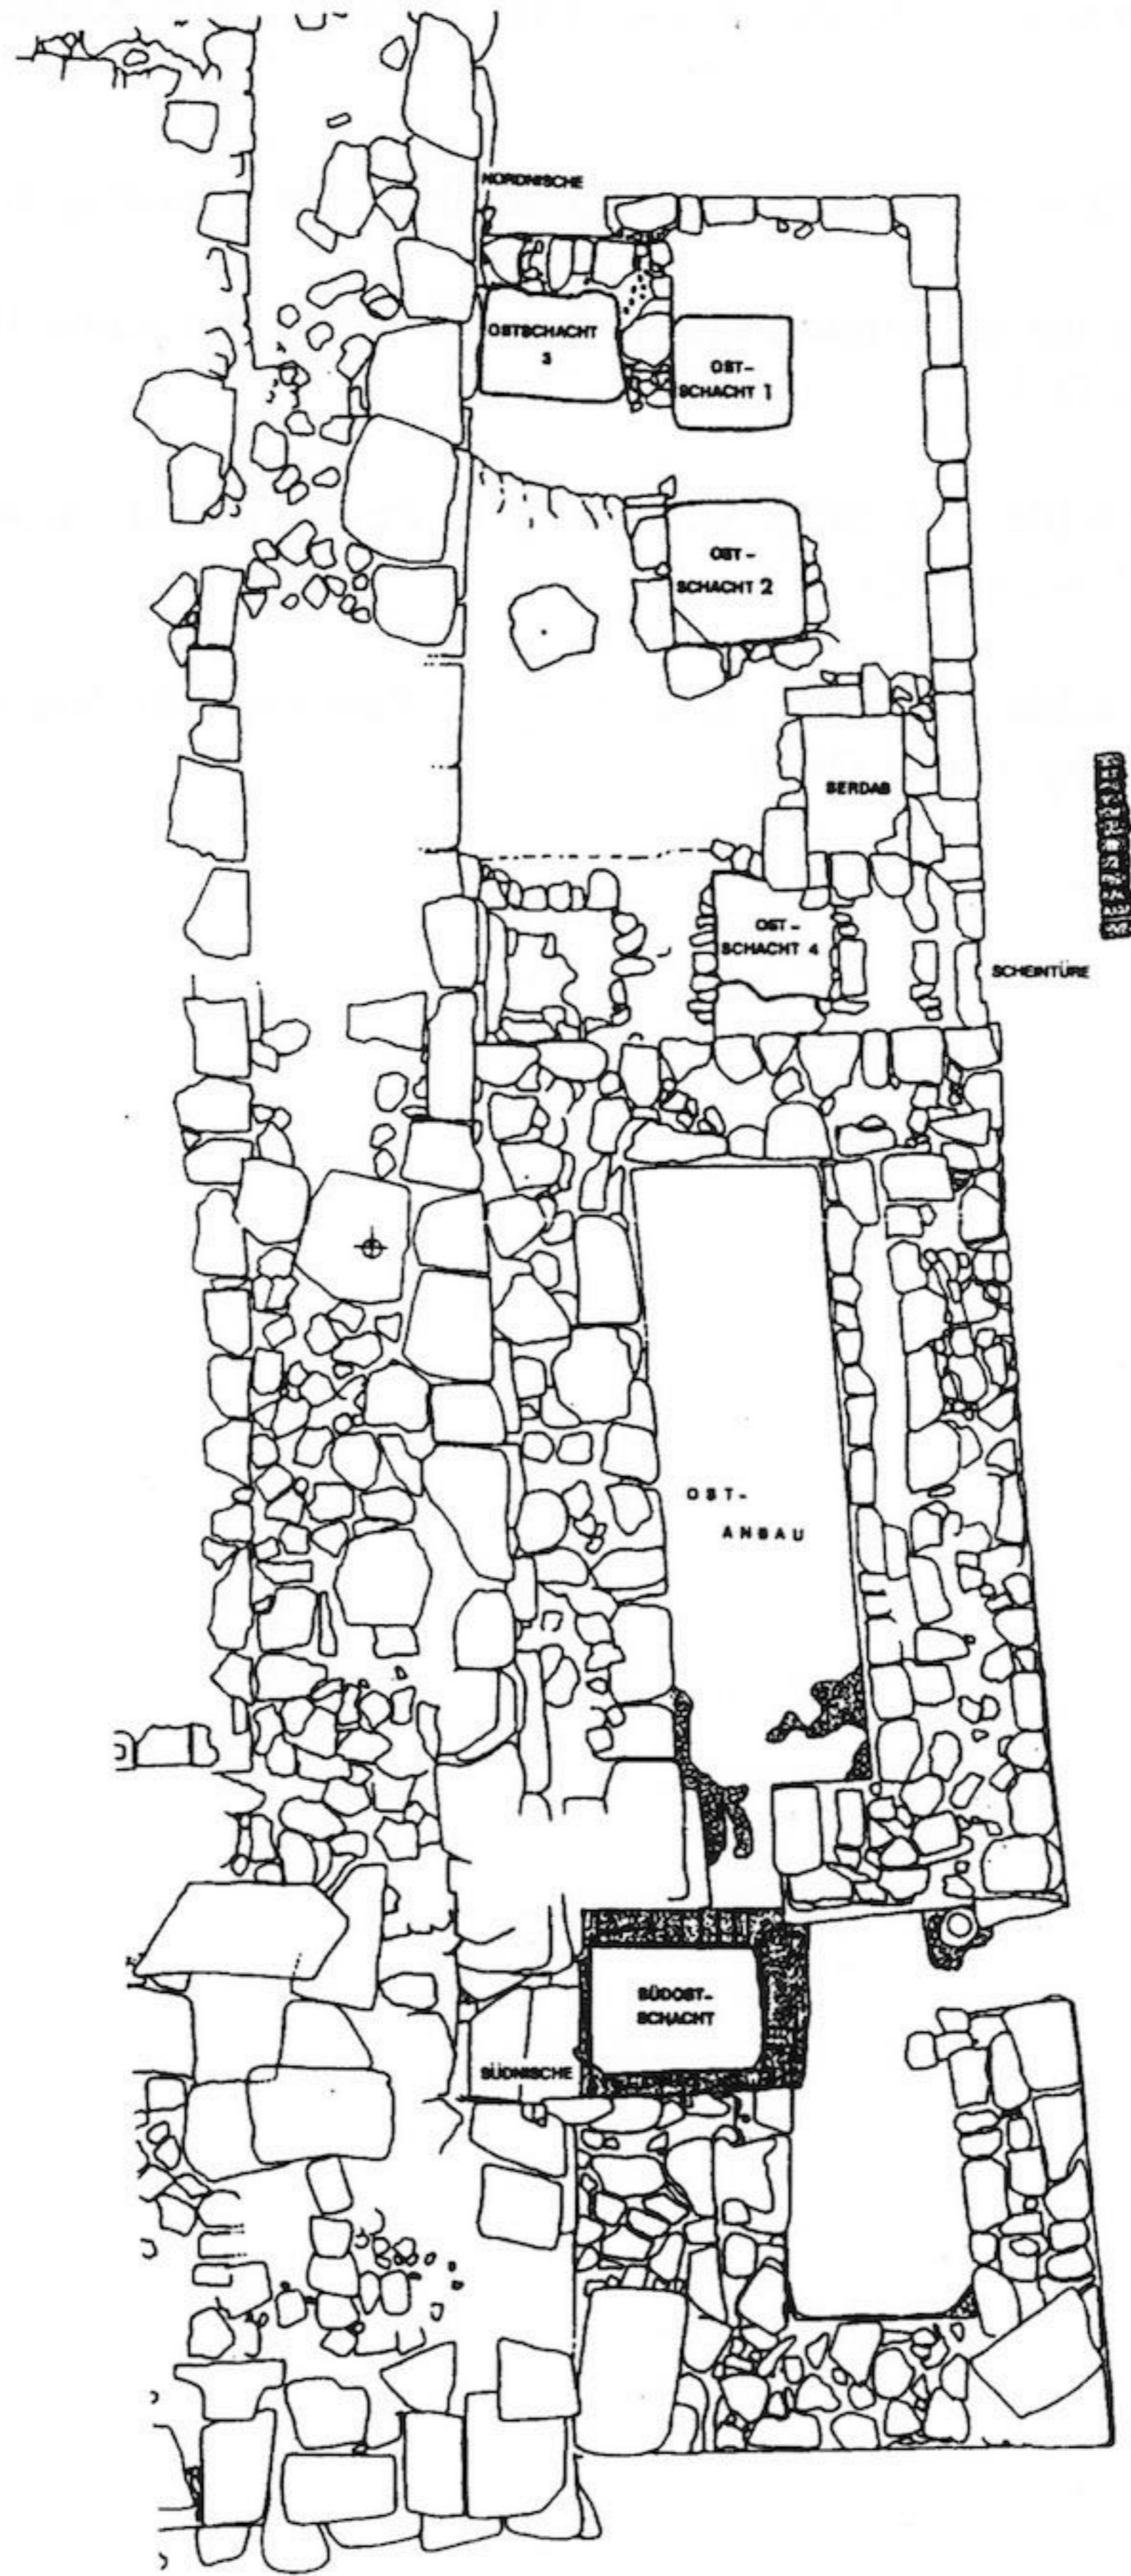 NORDNISCHE
OSTSCHACHT
3
OST-
SCHACHT 1
OST-
SCHACHT 2
SERDAB
OST-
SCHACHT 4
SCHEINTÜRE
OST-
ANBAU
SÜDOST-
SCHACHT
SÜDNISCHE